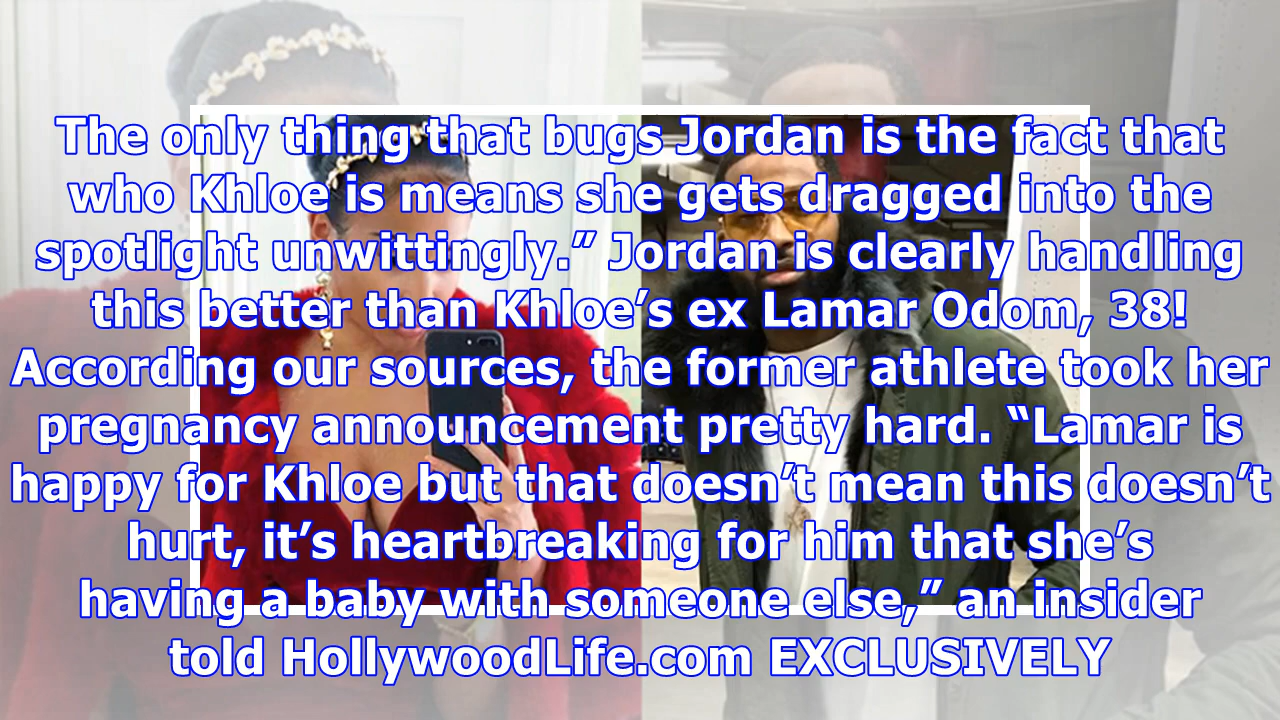 The only thing that bugs Jordan is the fact that
who Khloe is means she gets dragged into the
spotlight unwittingly.” Jordan is clearly handling
this better than Khloe’s ex Lamar Odom, 38!
According our sources, the former athlete took her
pregnancy announcement pretty hard. “Lamar is
happy for Khloe but that doesn’t mean this doesn’t
hurt, it’s heartbreaking for him that she’s
having a baby with someone else,” an insider
told HollywoodLife.com EXCLUSIVELY